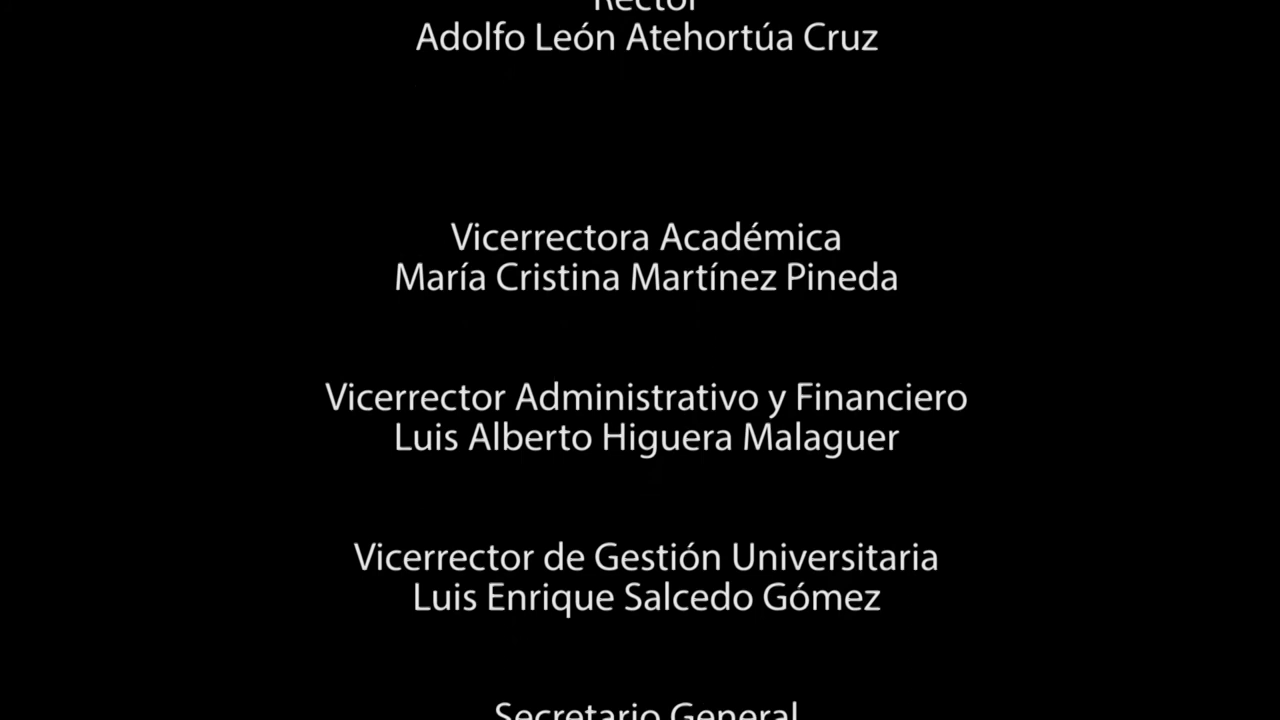 Rector
Adolfo León Atehortúa Cruz
Vicerrectora Académica
María Cristina Martínez Pineda
Vicerrector Administrativo y Financiero
Luis Alberto Higuera Malaguer
Vicerrector de Gestión Universitaria
Luis Enrique Salcedo Gómez
Secretario General